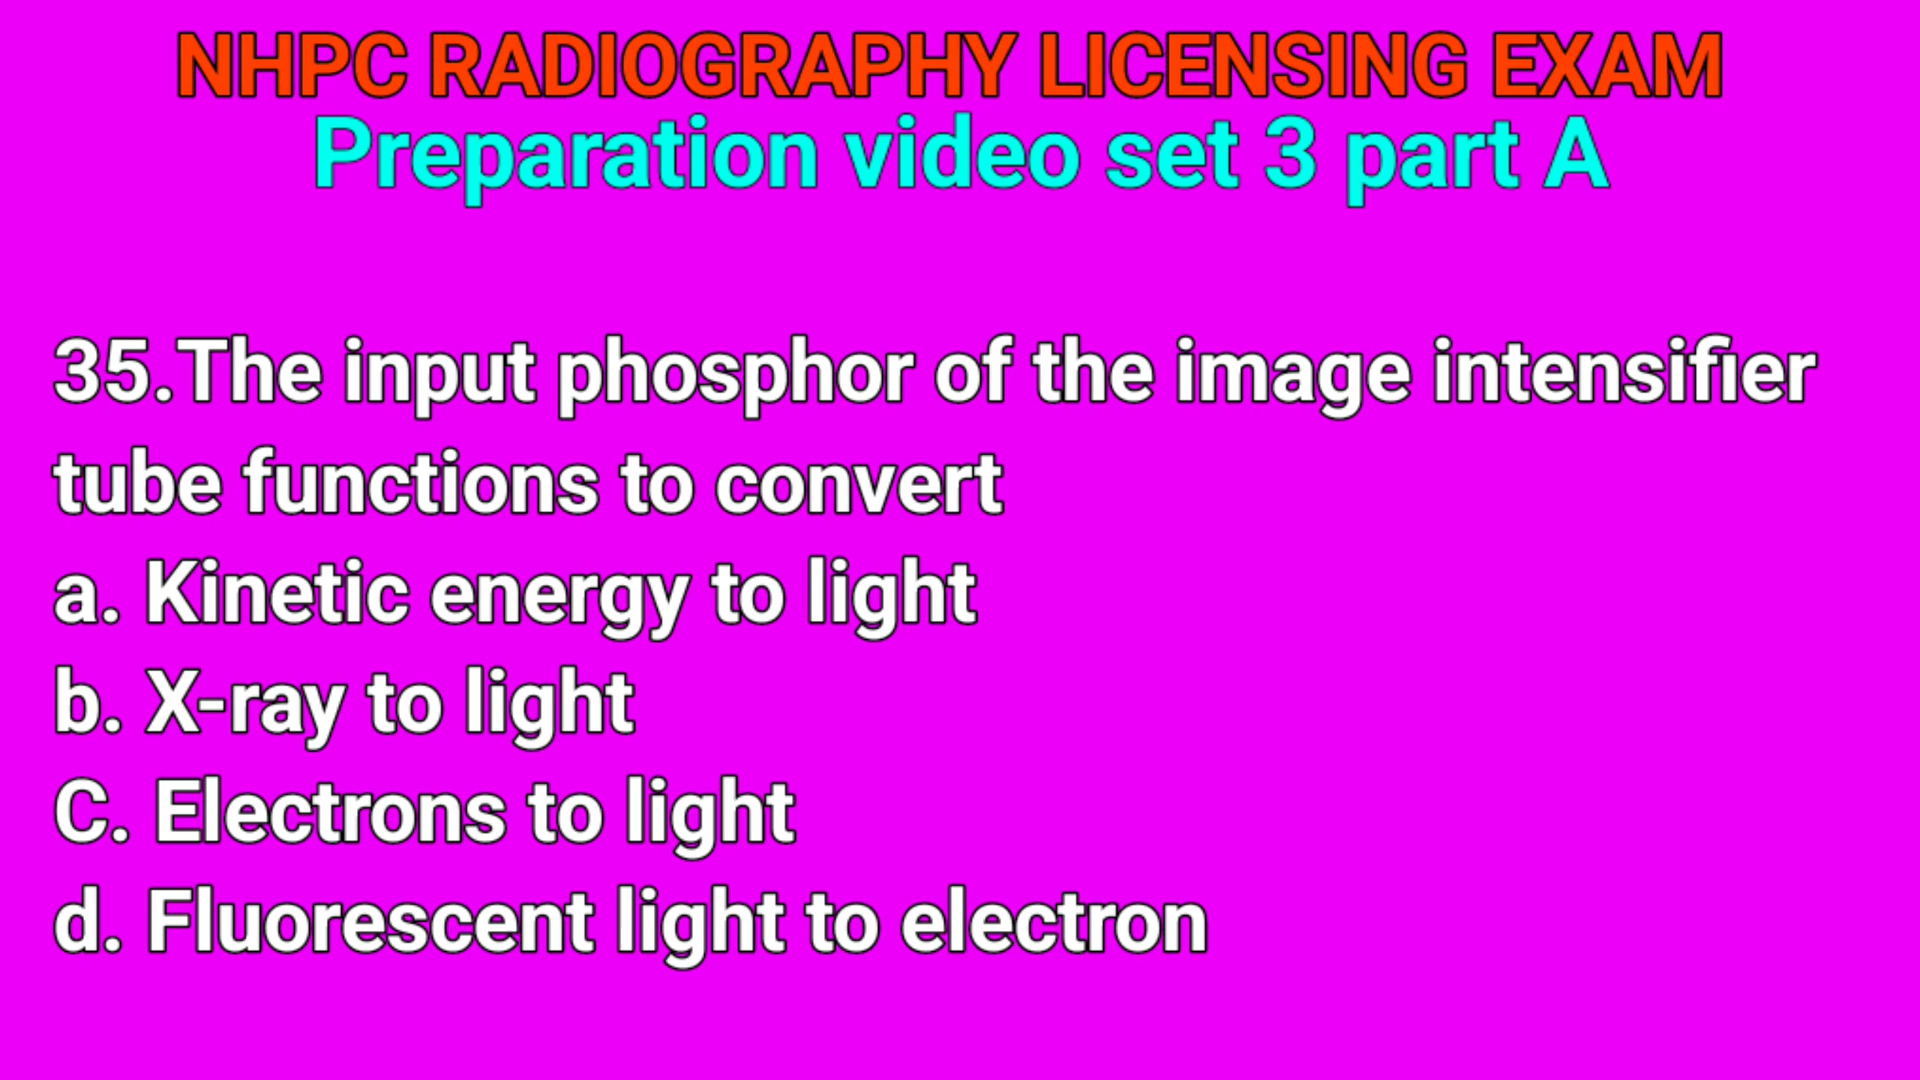 NHPC RADIOGRAPHY LICENSING EXAM
Preparation video set 3 part A
35.The input phosphor of the image intensifier
tube functions to convert
a. Kinetic energy to light
b. X-ray to light
C. Electrons to light
d. Fluorescent light to electron